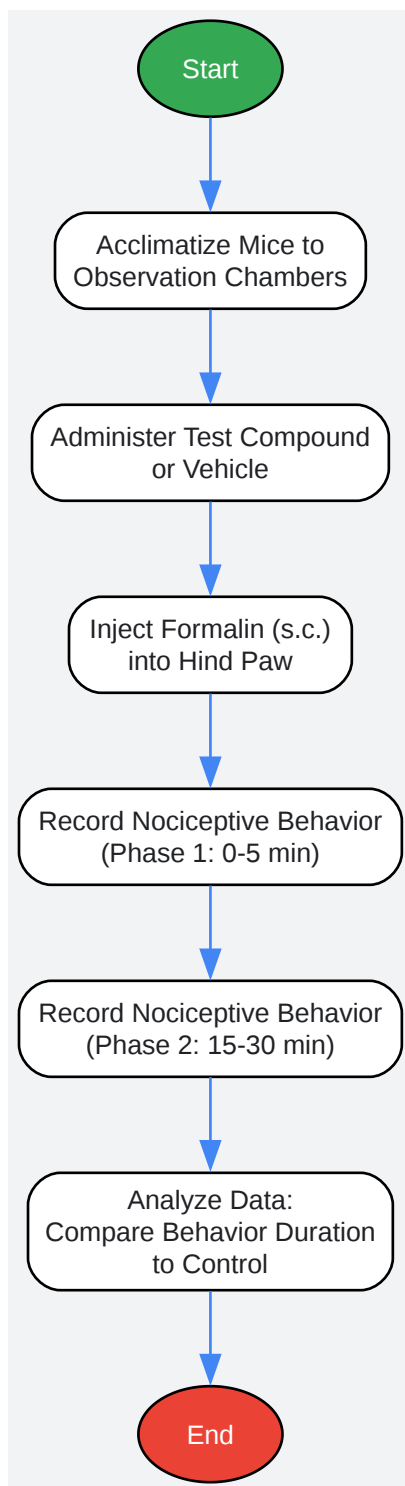 Start
Acclimatize Mice to
Observation Chambers
Administer Test Compound
or Vehicle
Inject Formalin (s.c.)
into Hind Paw
Record Nociceptive Behavior
(Phase 1: 0-5 min)
Record Nociceptive Behavior
(Phase 2: 15-30 min)
Analyze Data:
Compare Behavior Duration
to Control
End